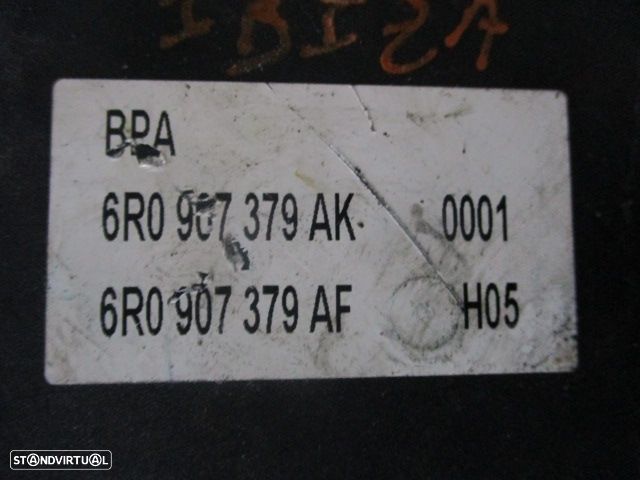 IBIZA
BPA
6R0 907 379 AK 0001
6R0 907 379 AF H05
STANDVIRTUAL